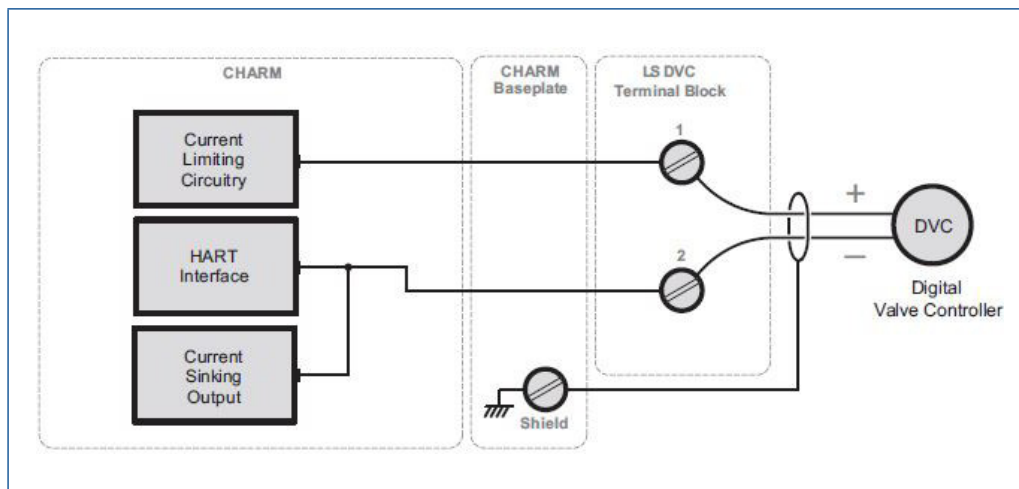 CHARM
CHARM
Baseplate
LS DVC
Terminal Block
Current
Limiting
Circuitry
1
+
DVC
HART
Interface
2
−
Digital
Valve Controller
Current
Sinking
Output
Shield